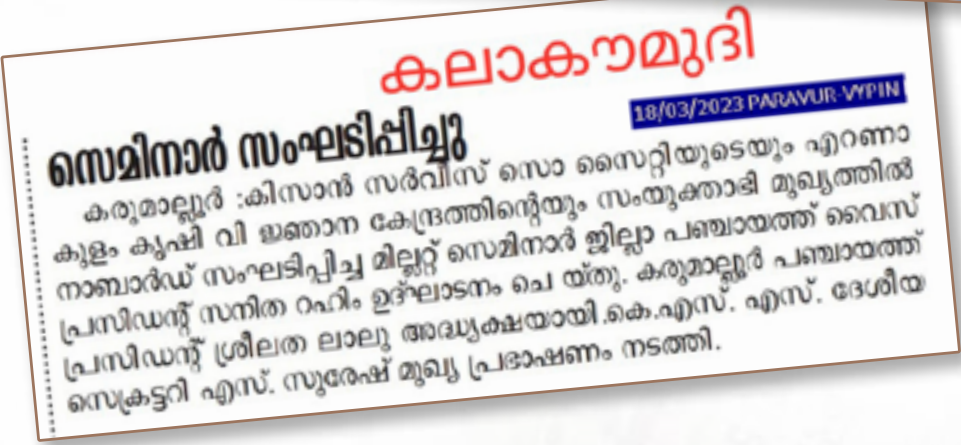 കലാകൗമുദി
18/03/2023 PARAVUR-VYPIN
സെമിനാർ സംഘടിപ്പിച്ചു
കരുമാല്ലൂർ :കിസാൻ സർവീസ് സൊ സൈറ്റിയുടെയും എറണാ
കുളം കൃഷി വി ജ്ഞാന കേന്ദ്രത്തിന്റെയും സംയുക്താഭി മുഖ്യത്തിൽ
നാബാർഡ് സംഘടിപ്പിച്ച മില്ലറ്റ് സെമിനാർ ജില്ലാ പഞ്ചായത്ത് വൈസ്
പ്രസിഡന്റ് സനിത റഹിം ഉദ്ഘാടനം ചെ യ്തു. കരുമാല്ലൂർ പഞ്ചായത്ത്
പ്രസിഡന്റ് ശ്രീലത ലാലു അദ്ധ്യക്ഷയായി.കെ.എസ്. എസ്. ദേശീയ
സെക്രട്ടറി എസ്. സുരേഷ് മുഖ്യ പ്രഭാഷണം നടത്തി.